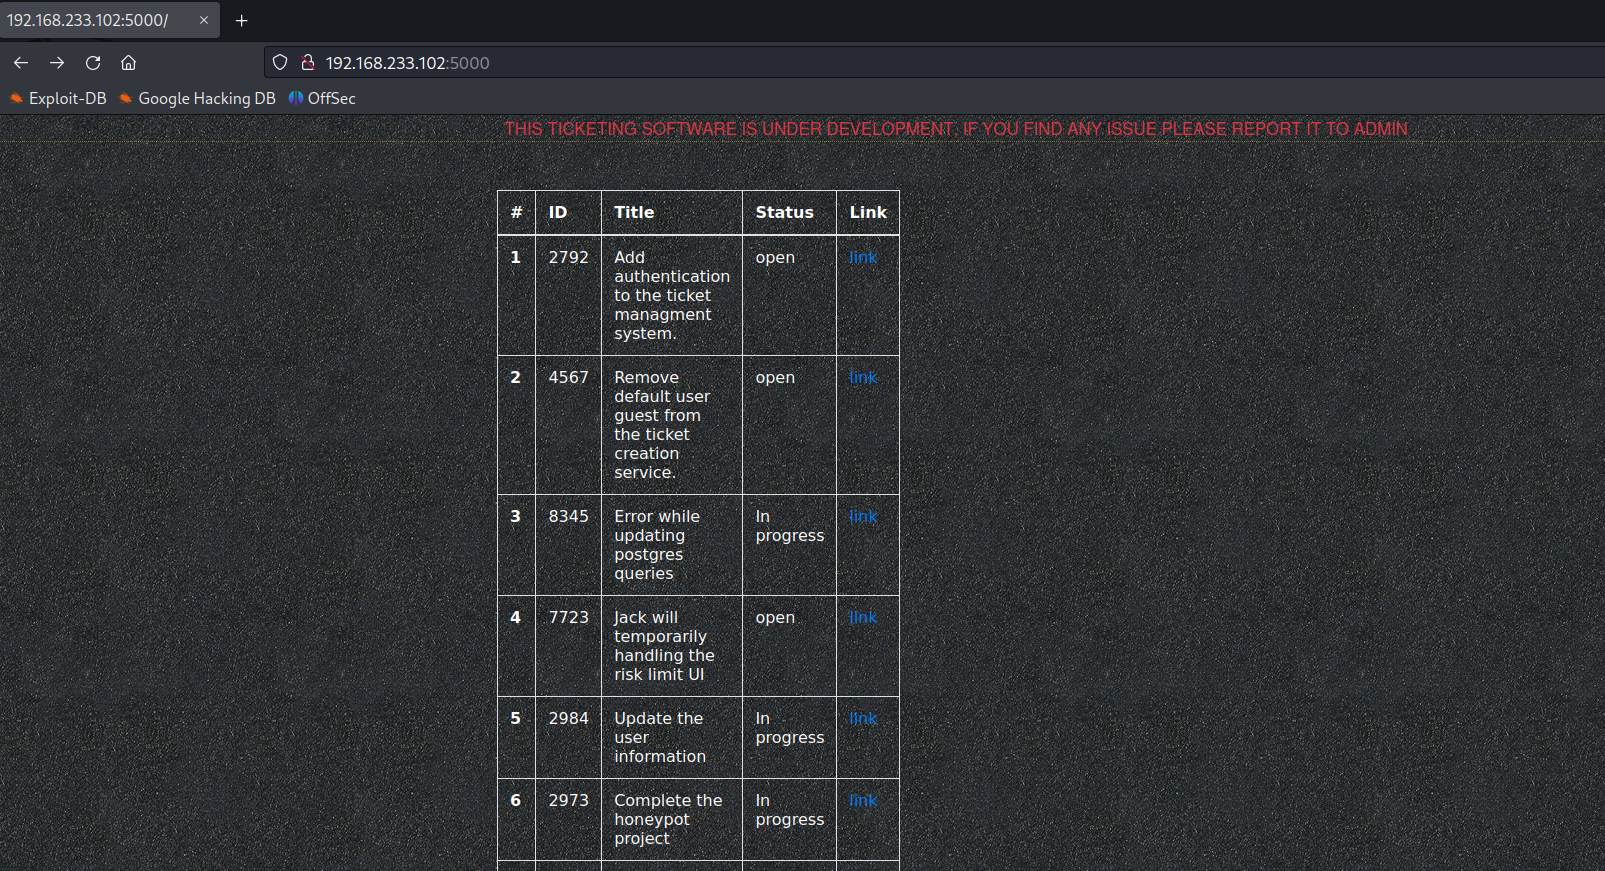 192.168.233.102:5000/
192.168.233.102:5000
Exploit-DB Google Hacking DB OffSec
THIS TICKETING SOFTWARE IS UNDER DEVELOPMENT, IF YOU FIND ANY ISSUE PLEASE REPORT IT TO ADMIN
# ID Title Status Link
1 2792 Add open link
authentication
to the ticket
managment
system.
2 4567 Remove open link
default user
guest from
the ticket
creation
service.
3 8345 Error while In link
updating progress
postgres
queries
4 7723 Jack will open link
temporarily
handling the
risk limit UI
5 2984 Update the In link
user progress
information
6 2973 Complete the In link
honeypot progress
project